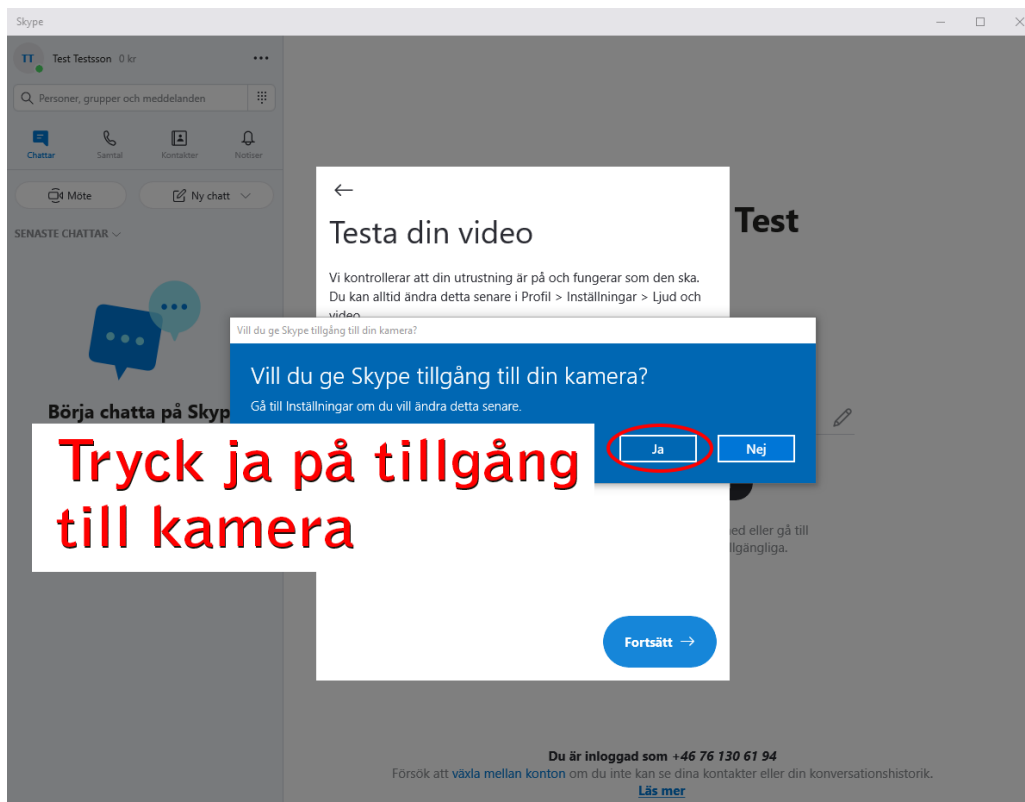 Skype
TT Test Testsson 0 kr
Personer, grupper och meddelanden
Chattar Samtal Kontakter Notiser
Möte Ny chatt
SENASTE CHATTAR
Börja chatta på Skyp
Test
Testa din video
Vi kontrollerar att din utrustning är på och fungerar som den ska.
Du kan alltid ändra detta senare i Profil > Inställningar > Ljud och
video
Vill du ge Skype tillgång till din kamera?
Vill du ge Skype tillgång till din kamera?
Gå till Inställningar om du vill ändra detta senare.
Ja Nej
Tryck ja på tillgång
till kamera
eller gå till
Fortsätt
Du är inloggad som +46 76 130 61 94
Försök att växla mellan konton om du inte kan se dina kontakter eller din konversationshistorik.
Läs mer